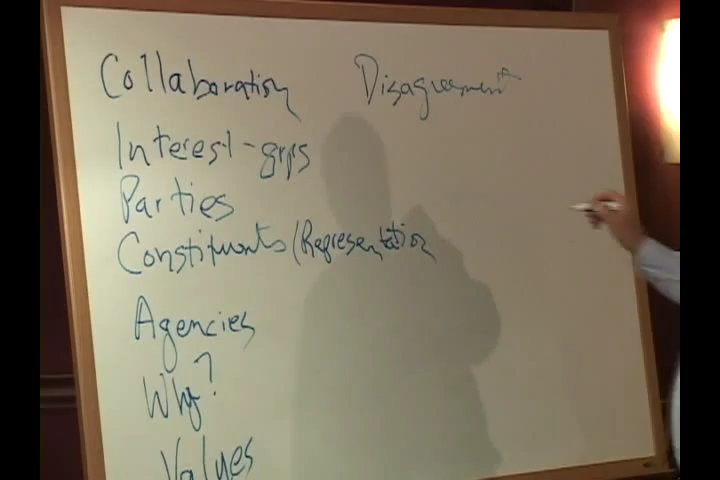 Collaboration Disagreement
Interest-grps
Parties
Constituents/Representation
Agencies
Why?
Values